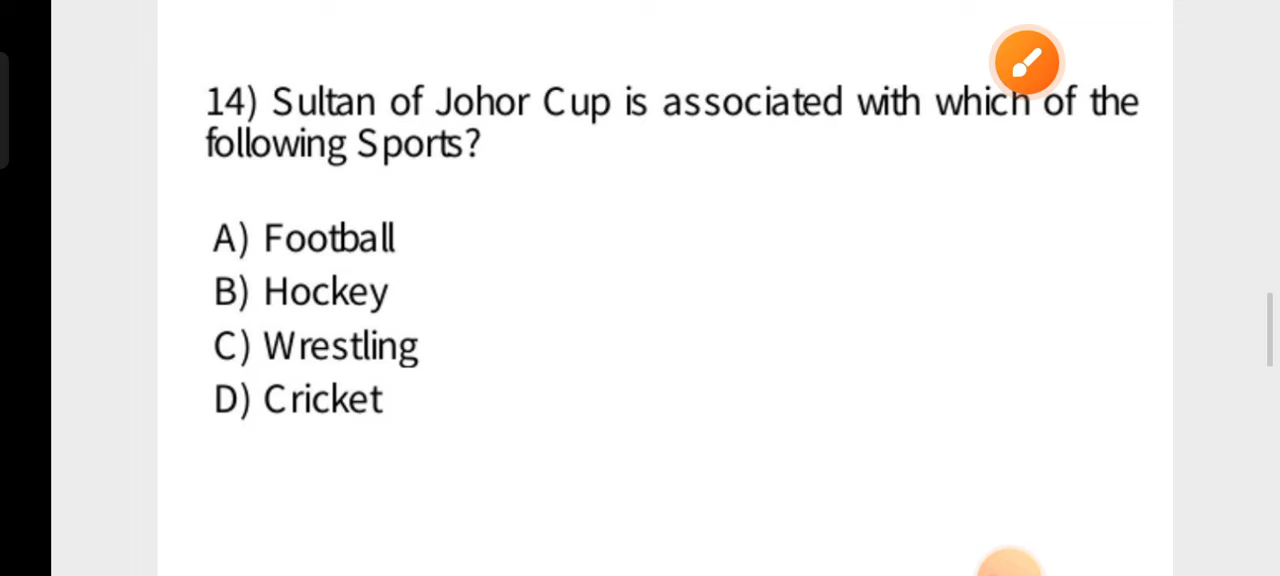 14) Sultan of Johor Cup is associated with which of the
following Sports?
A) Football
B) Hockey
C) Wrestling
D) Cricket